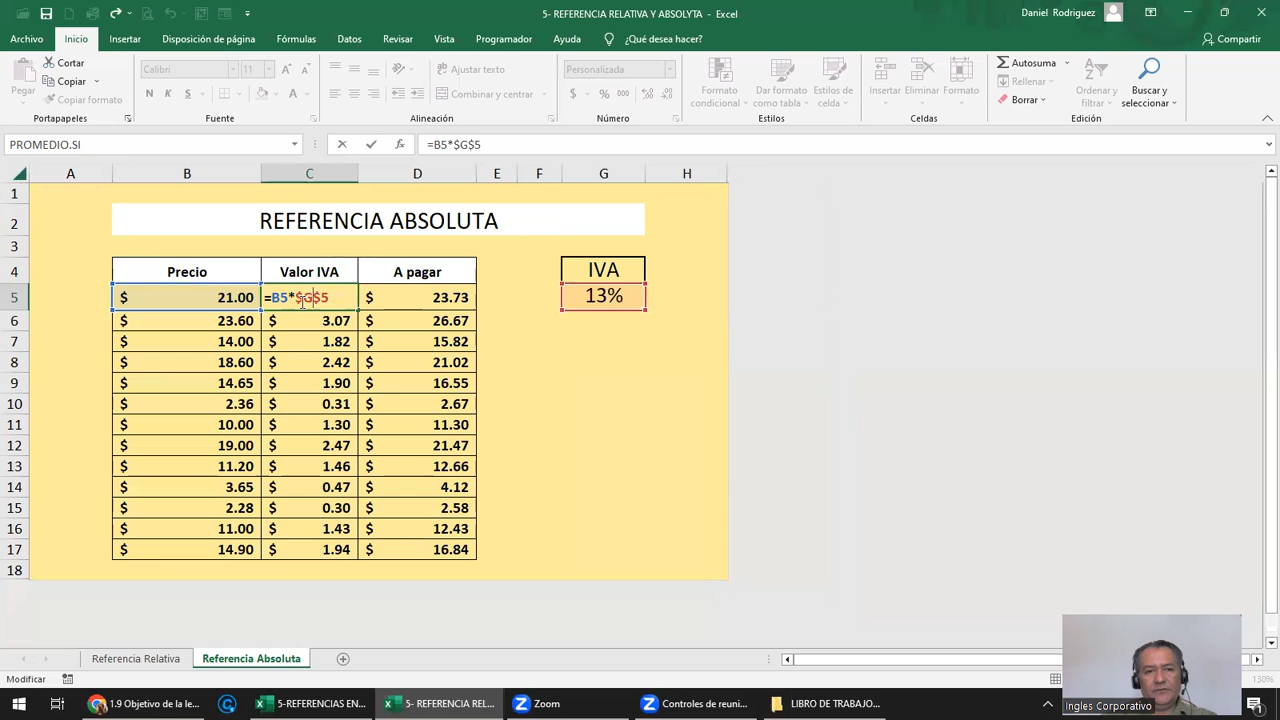 5- REFERENCIA RELATIVA Y ABSOLYTA - Excel
Daniel Rodriguez
Archivo Inicio Insertar Disposición de página Fórmulas Datos Revisar Vista Programador Ayuda ¿Qué desea hacer? Compartir
Pegar
Cortar
Copiar
Copiar formato
Calibri 11
N K S
Ajustar texto
Combinar y centrar
Personalizada
$ % 000
Formato condicional
Dar formato como tabla
Estilos de celda
Insertar Eliminar Formato
Autosuma
Rellenar
Borrar
Ordenar y filtrar
Buscar y seleccionar
Portapapeles Fuente Alineación Número Estilos Celdas Modificar
PROMEDIO.SI =B5*$G$5
A B C D E F G H
1
2 REFERENCIA ABSOLUTA
3
4 Precio Valor IVA A pagar IVA
5 $ 21.00 =B5*$G$5 $ 23.73 13%
6 $ 23.60 $ 3.07 $ 26.67
7 $ 14.00 $ 1.82 $ 15.82
8 $ 18.60 $ 2.42 $ 21.02
9 $ 14.65 $ 1.90 $ 16.55
10 $ 2.36 $ 0.31 $ 2.67
11 $ 10.00 $ 1.30 $ 11.30
12 $ 19.00 $ 2.47 $ 21.47
13 $ 11.20 $ 1.46 $ 12.66
14 $ 3.65 $ 0.47 $ 4.12
15 $ 2.28 $ 0.30 $ 2.58
16 $ 11.00 $ 1.43 $ 12.43
17 $ 14.90 $ 1.94 $ 16.84
18
Referencia Relativa Referencia Absoluta
Modificar 130%
Ingles Corporativo
1.9 Objetivo de la le... 5-REFERENCIAS EN... 5- REFERENCIA REL... Zoom Controles de reuni... LIBRO DE TRABAJO...